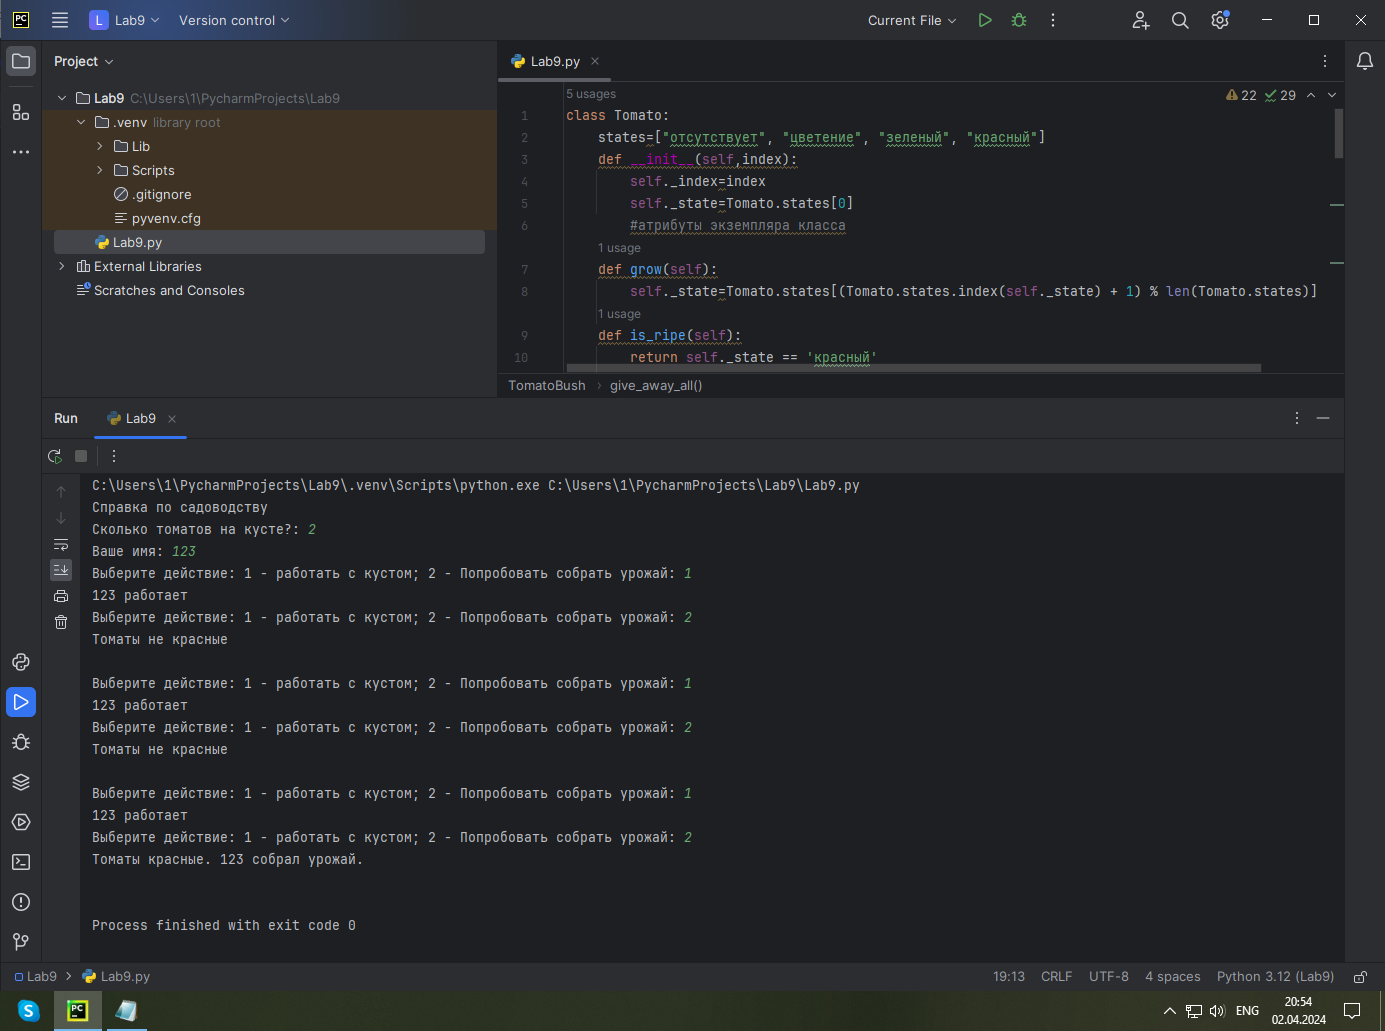 PC
L Lab9 Version control Current File
Project
Lab9 C:\Users\1\PycharmProjects\Lab9
.venv library root
Lib
Scripts
.gitignore
pyvenv.cfg
Lab9.py
External Libraries
Scratches and Consoles
Lab9.py
22 29
5 usages
1 class Tomato:
2 states=["отсутствует", "цветение", "зеленый", "красный"]
3 def __init__(self,index):
4 self._index=index
5 self._state=Tomato.states[0]
6 #атрибуты экземпляра класса
1 usage
7 def grow(self):
8 self._state=Tomato.states[(Tomato.states.index(self._state) + 1) % len(Tomato.states)]
1 usage
9 def is_ripe(self):
10 return self._state == 'красный'
TomatoBush give_away_all()
Run Lab9
C:\Users\1\PycharmProjects\Lab9\.venv\Scripts\python.exe C:\Users\1\PycharmProjects\Lab9\Lab9.py
Справка по садоводству
Сколько томатов на кусте?: 2
Ваше имя: 123
Выберите действие: 1 - работать с кустом; 2 - Попробовать собрать урожай: 1
123 работает
Выберите действие: 1 - работать с кустом; 2 - Попробовать собрать урожай: 2
Томаты не красные
Выберите действие: 1 - работать с кустом; 2 - Попробовать собрать урожай: 1
123 работает
Выберите действие: 1 - работать с кустом; 2 - Попробовать собрать урожай: 2
Томаты не красные
Выберите действие: 1 - работать с кустом; 2 - Попробовать собрать урожай: 1
123 работает
Выберите действие: 1 - работать с кустом; 2 - Попробовать собрать урожай: 2
Томаты красные. 123 собрал урожай.
Process finished with exit code 0
Lab9 Lab9.py 19:13 CRLF UTF-8 4 spaces Python 3.12 (Lab9)
S PC ENG 20:54
02.04.2024